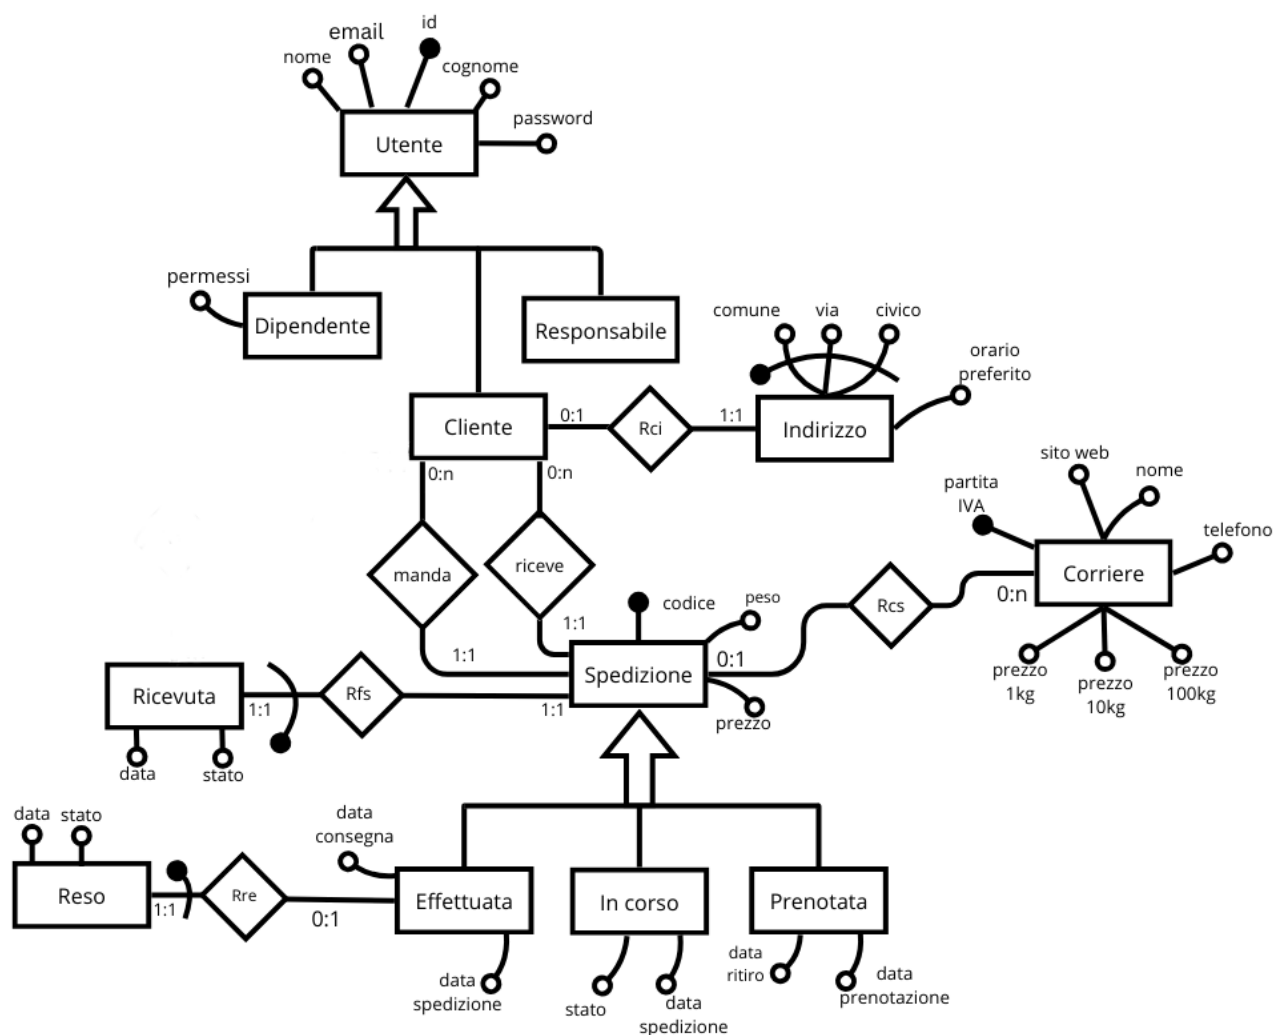 id
email
nome
cognome
password
Utente
permessi
Dipendente
Responsabile
comune
via
civico
orario
preferito
Cliente
0:1
Rci
1:1
Indirizzo
0:n
0:n
sito web
nome
partita
IVA
telefono
manda
riceve
Corriere
0:n
Rcs
codice
peso
1:1
1:1
Spedizione
0:1
prezzo
prezzo
1kg
prezzo
10kg
prezzo
100kg
Ricevuta
1:1
Rfs
1:1
data
stato
data
stato
data
consegna
Reso
1:1
Rre
0:1
Effettuata
In corso
Prenotata
data
spedizione
stato
data
spedizione
data
ritiro
data
prenotazione